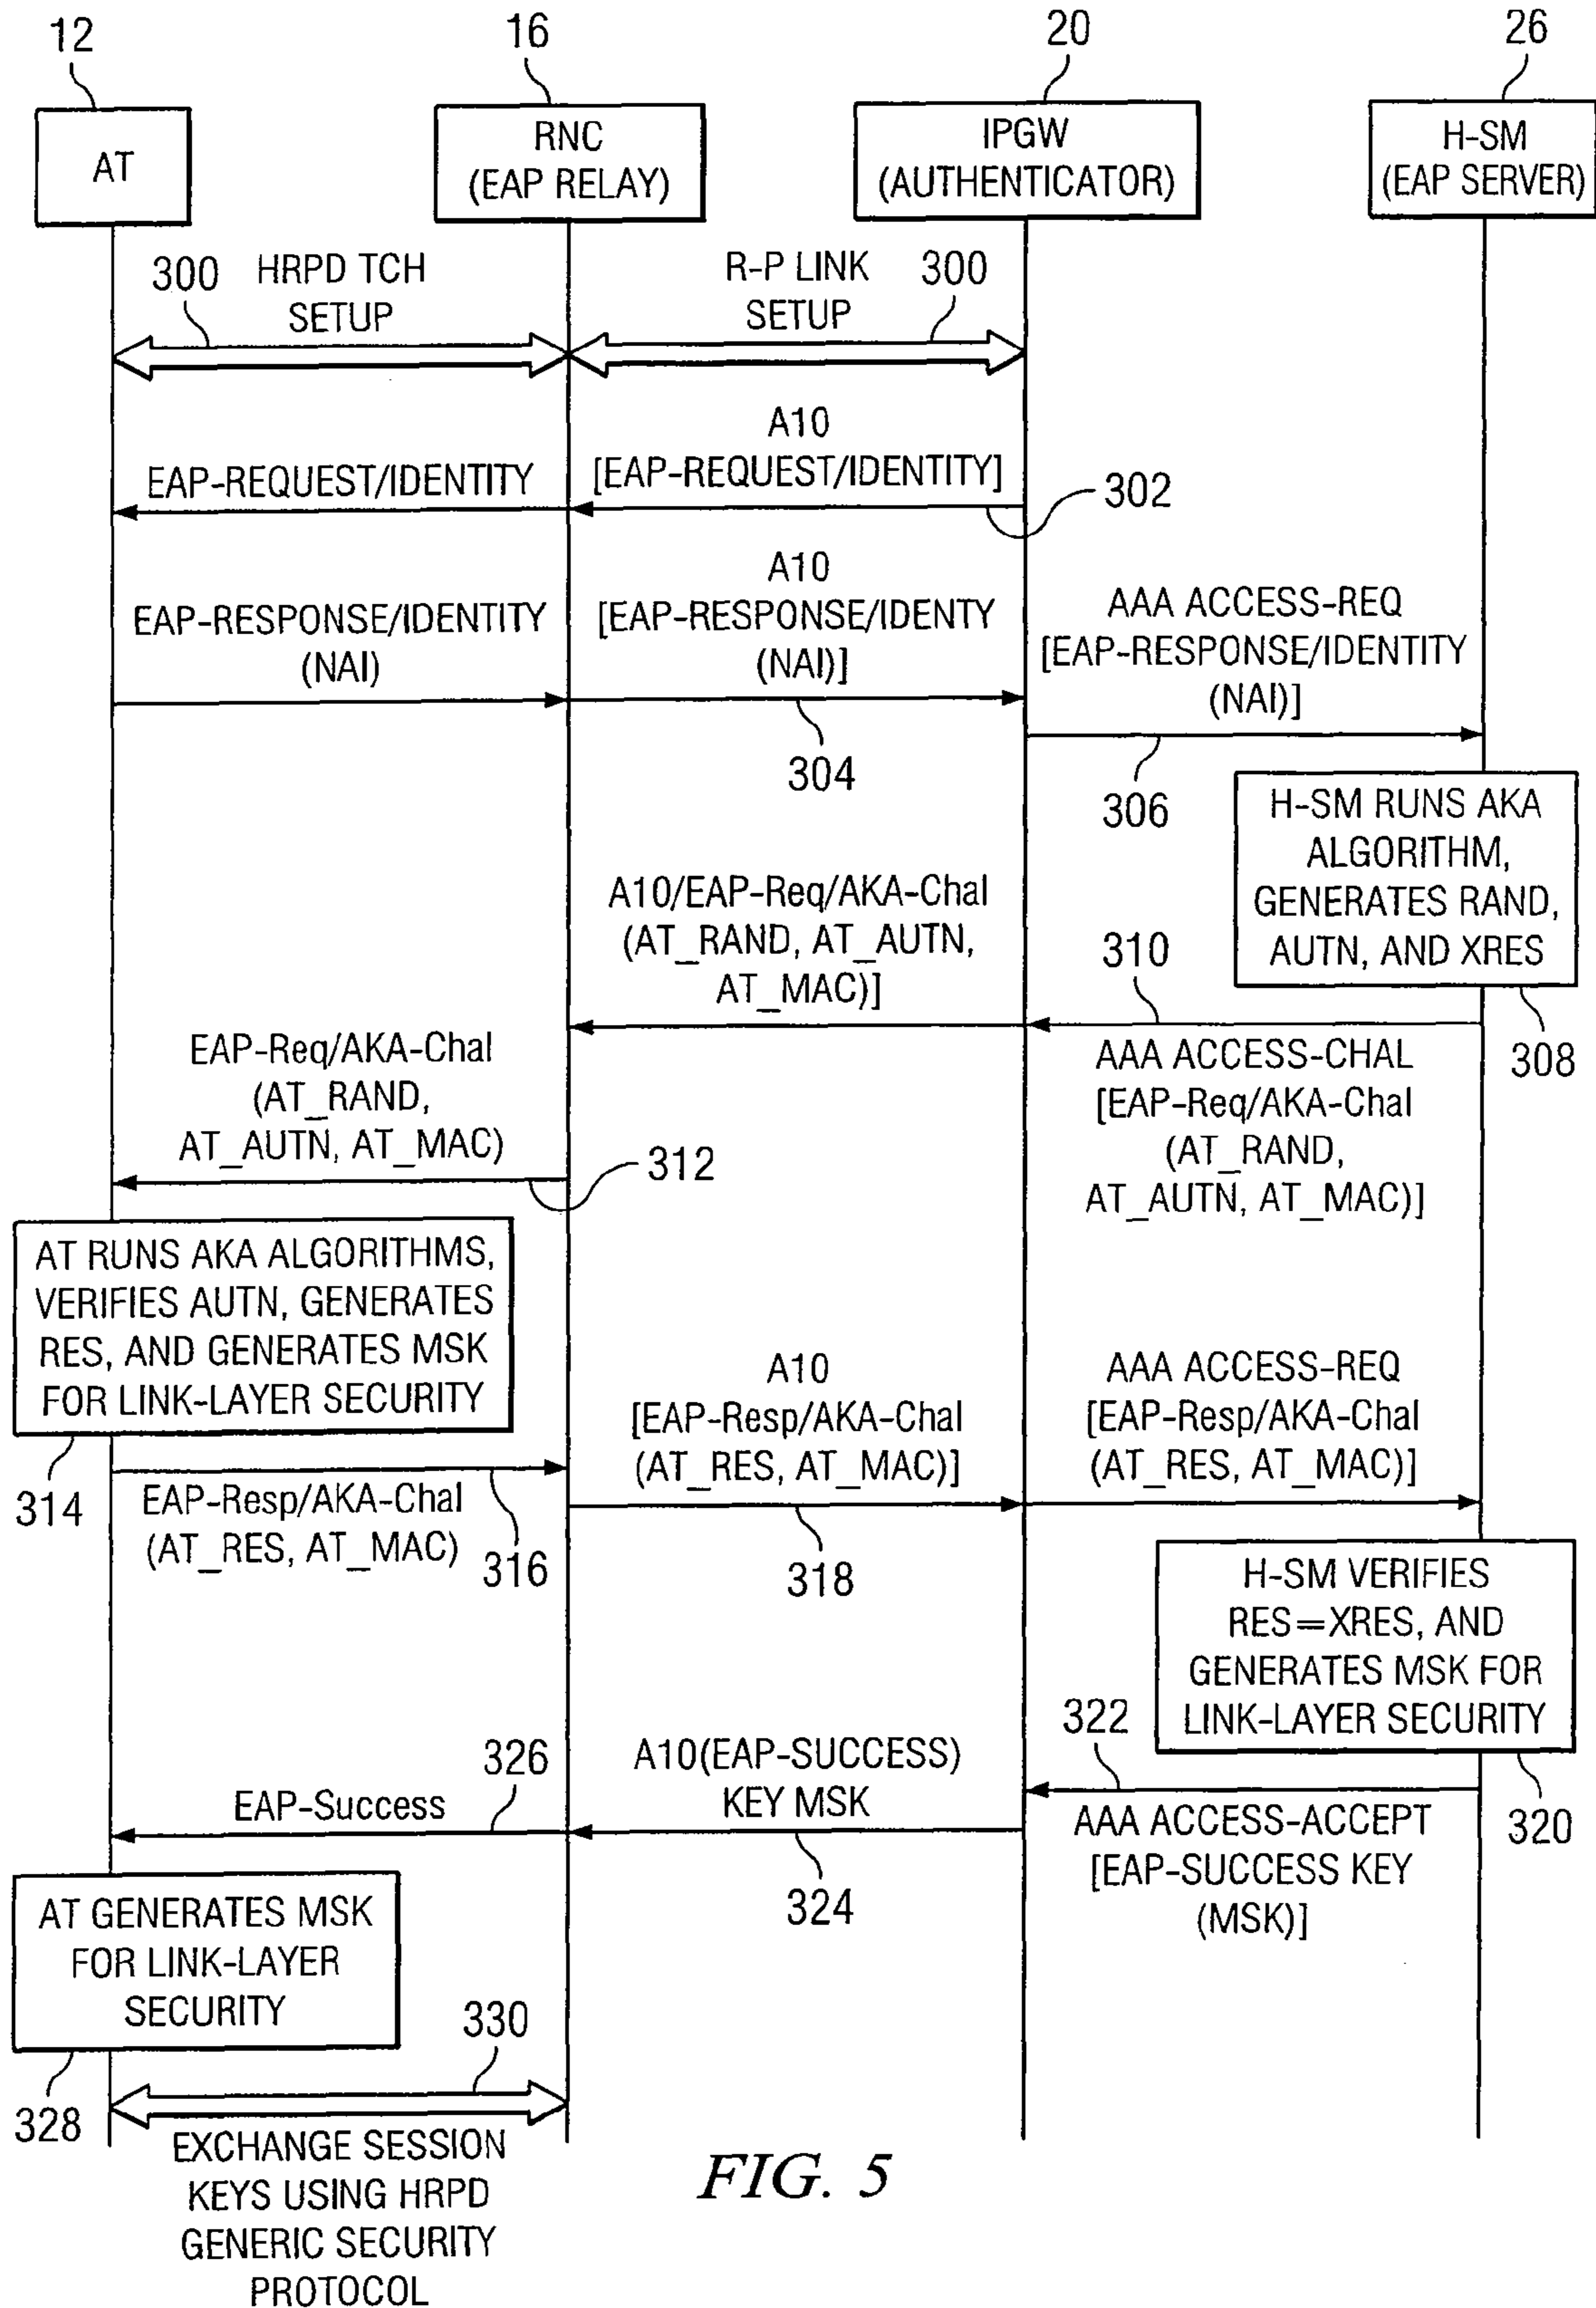 12
16
20
26
AT
RNC
(EAP RELAY)
IPGW
(AUTHENTICATOR)
H-SM
(EAP SERVER)
300
HRPD TCH
SETUP
R-P LINK
SETUP
300
EAP-REQUEST/IDENTITY
A10
[EAP-REQUEST/IDENTITY]
302
EAP-RESPONSE/IDENTITY
(NAI)
A10
[EAP-RESPONSE/IDENTY
(NAI)]
304
AAA ACCESS-REQ
[EAP-RESPONSE/IDENTITY
(NAI)]
306
H-SM RUNS AKA
ALGORITHM,
GENERATES RAND,
AUTN, AND XRES
308
A10/EAP-Req/AKA-Chal
(AT_RAND, AT_AUTN,
AT_MAC)]
310
AAA ACCESS-CHAL
[EAP-Req/AKA-Chal
(AT_RAND,
AT_AUTN, AT_MAC)]
EAP-Req/AKA-Chal
(AT_RAND,
AT_AUTN, AT_MAC)
312
AT RUNS AKA ALGORITHMS,
VERIFIES AUTN, GENERATES
RES, AND GENERATES MSK
FOR LINK-LAYER SECURITY
314
EAP-Resp/AKA-Chal
(AT_RES, AT_MAC)
316
A10
[EAP-Resp/AKA-Chal
(AT_RES, AT_MAC)]
318
AAA ACCESS-REQ
[EAP-Resp/AKA-Chal
(AT_RES, AT_MAC)]
H-SM VERIFIES
RES=XRES, AND
GENERATES MSK FOR
LINK-LAYER SECURITY
320
322
AAA ACCESS-ACCEPT
[EAP-SUCCESS KEY
(MSK)]
A10(EAP-SUCCESS)
KEY MSK
324
326
EAP-Success
AT GENERATES MSK
FOR LINK-LAYER
SECURITY
328
330
EXCHANGE SESSION
KEYS USING HRPD
GENERIC SECURITY
PROTOCOL
FIG. 5